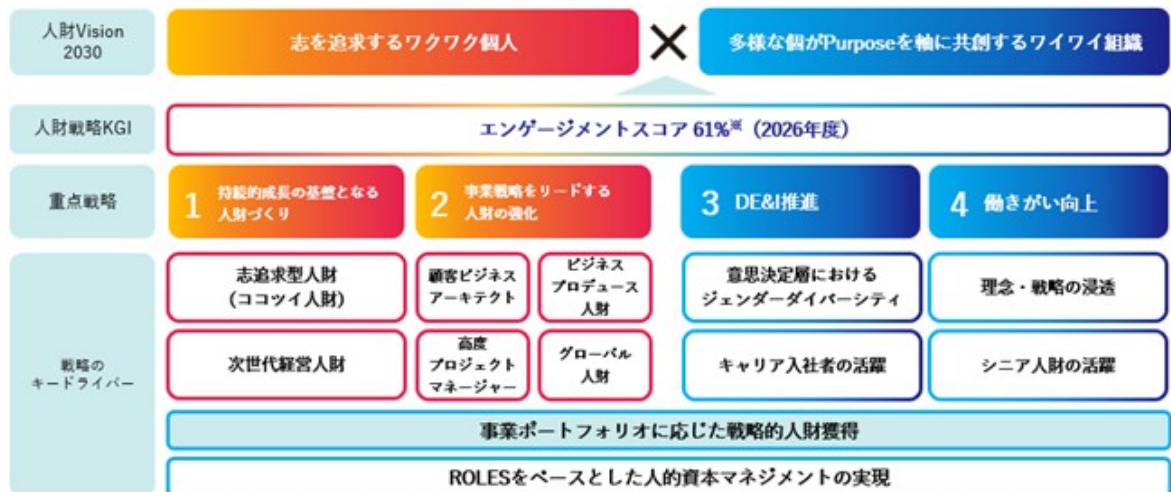 人財Vision
2030
志を追求するワクワク個人
×
多様な個がPurposeを軸に共創するワイワイ組織
人財戦略KGI
エンゲージメントスコア 61%※（2026年度）
重点戦略
1
持続的成長の基盤となる
人財づくり
2
事業戦略をリードする
人財の強化
3 DE&I推進
4 働きがい向上
戦略の
キードライバー
志追求型人財
(ココツイ人財)
顧客ビジネス
アーキテクト
ビジネス
プロデュース
人財
意思決定層における
ジェンダーダイバーシティ
理念・戦略の浸透
次世代経営人財
高度
プロジェクト
マネージャー
グローバル
人財
キャリア入社者の活躍
シニア人財の活躍
事業ポートフォリオに応じた戦略的人財獲得
ROLESをベースとした人的資本マネジメントの実現